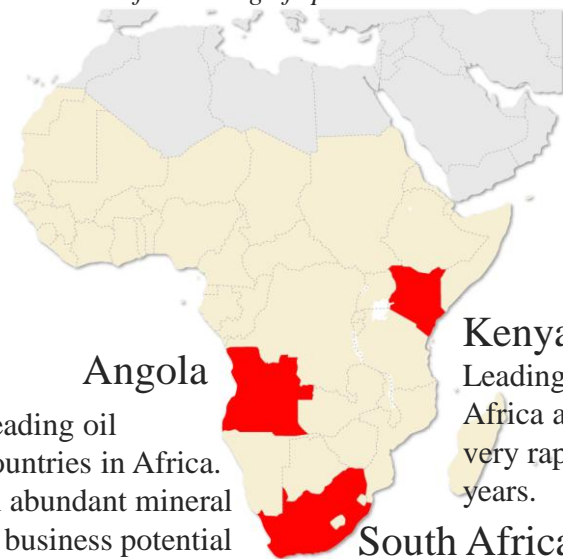 Angola
eading oil
ountries in Africa.
abundant mineral
business potential
Kenya
Leading
Africa a
very rap
years.
South Africa